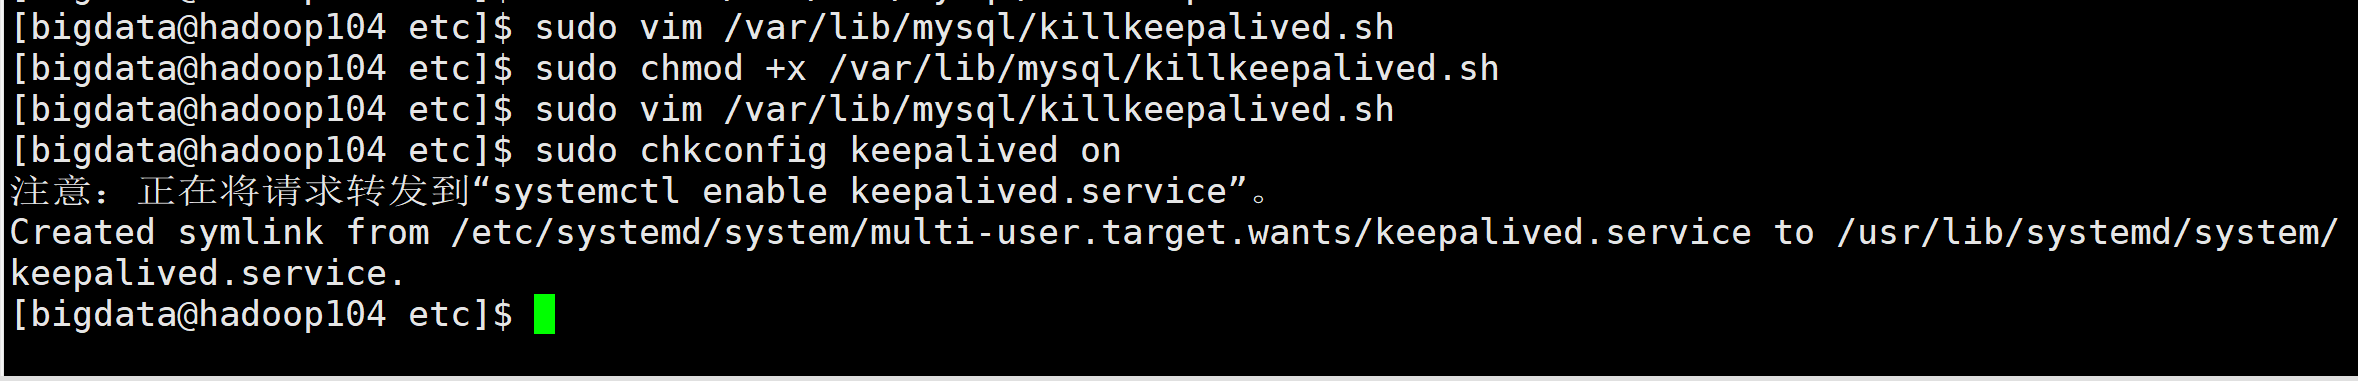 [bigdata@hadoop104 etc]$ sudo vim /var/lib/mysql/killkeepalived.sh
[bigdata@hadoop104 etc]$ sudo chmod +x /var/lib/mysql/killkeepalived.sh
[bigdata@hadoop104 etc]$ sudo vim /var/lib/mysql/killkeepalived.sh
[bigdata@hadoop104 etc]$ sudo chkconfig keepalived on
注意：正在将请求转发到“systemctl enable keepalived.service”。
Created symlink from /etc/systemd/system/multi-user.target.wants/keepalived.service to /usr/lib/systemd/system/
keepalived.service.
[bigdata@hadoop104 etc]$